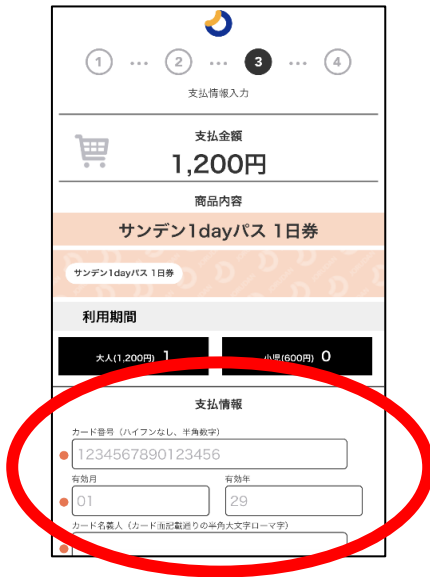 1 … 2 … 3 … 4
支払情報入力
支払金額
1,200円
商品内容
サンデン1dayパス 1日券
サンデン1dayパス 1日券
利用期間
大人(1,200円) 1 小児(600円) 0
支払情報
カード番号（ハイフンなし、半角数字）
1234567890123456
有効月 有効年
01 29
カード名義人（カード面記載通りの半角大文字ローマ字）